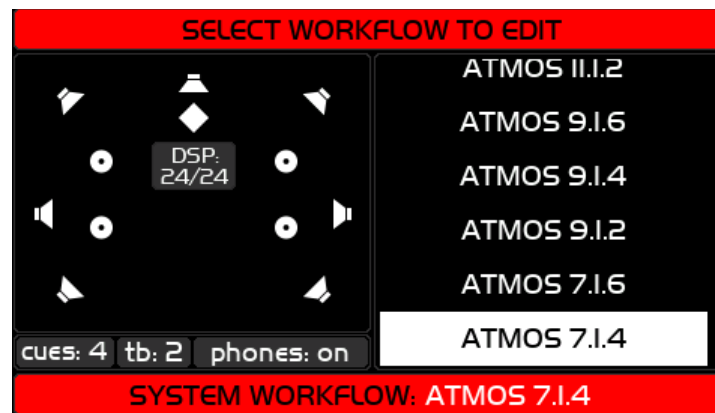 SELECT WORKFLOW TO EDIT
DSP:
24/24
cues: 4
tb: 2
phones: on
ATMOS 11.1.2
ATMOS 9.1.6
ATMOS 9.1.4
ATMOS 9.1.2
ATMOS 7.1.6
ATMOS 7.1.4
SYSTEM WORKFLOW: ATMOS 7.1.4